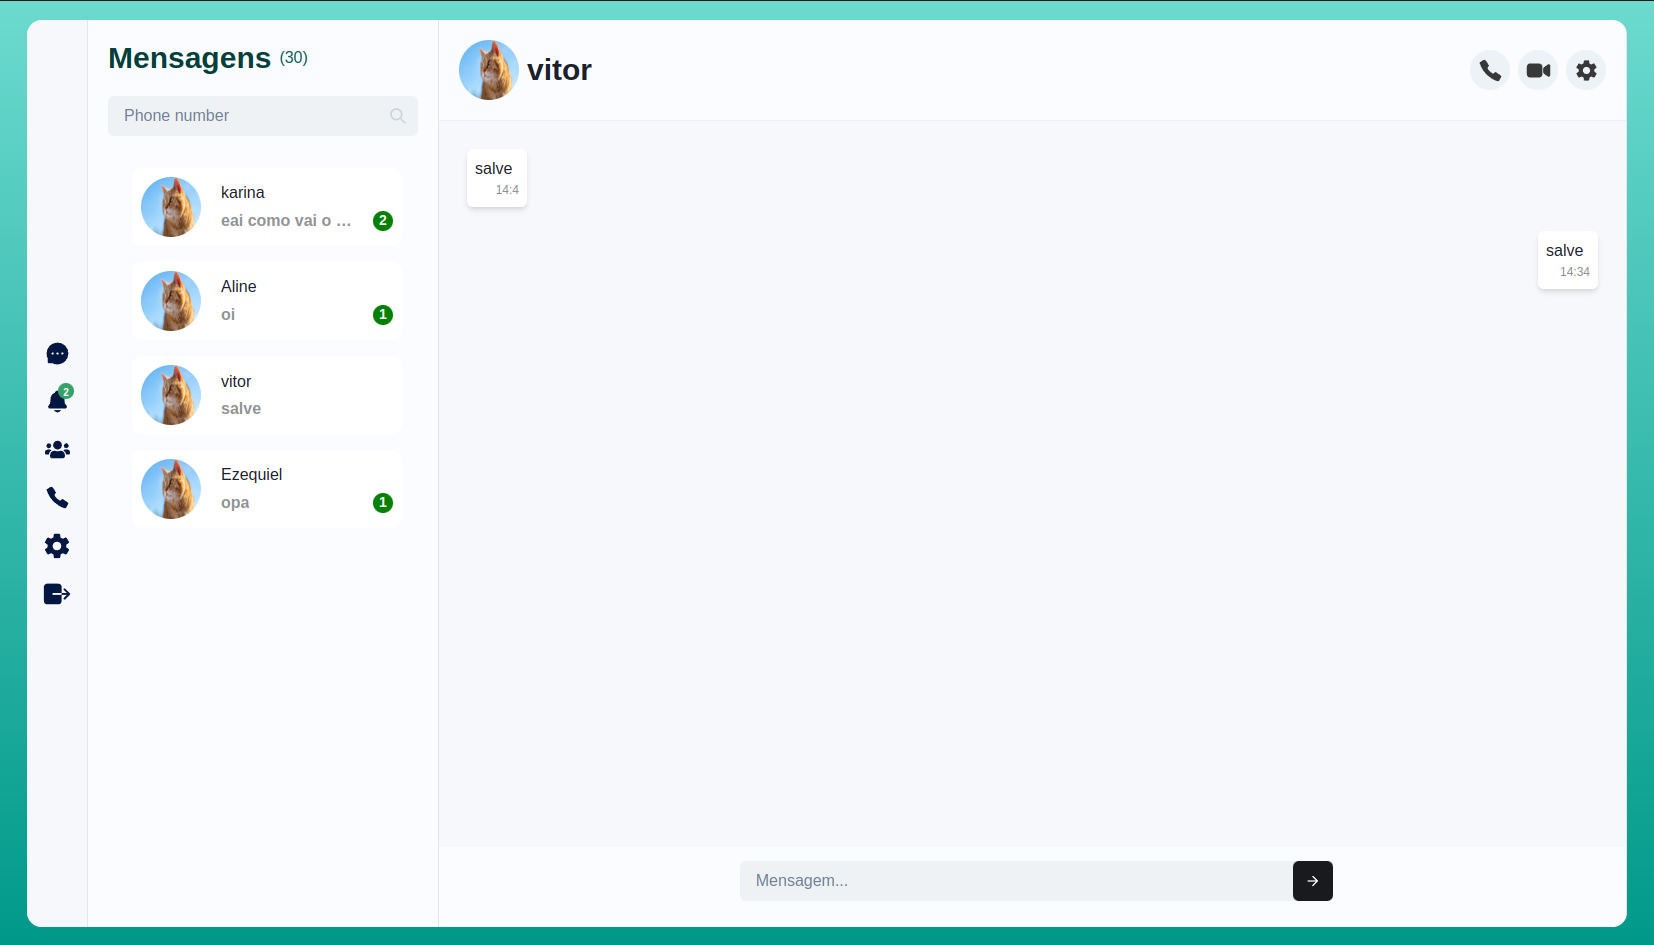 Mensagens (30)
Phone number
karina
eai como vai o ...
2
Aline
oi
1
vitor
salve
Ezequiel
opa
1
2
vitor
salve
14:4
salve
14:34
Mensagem...